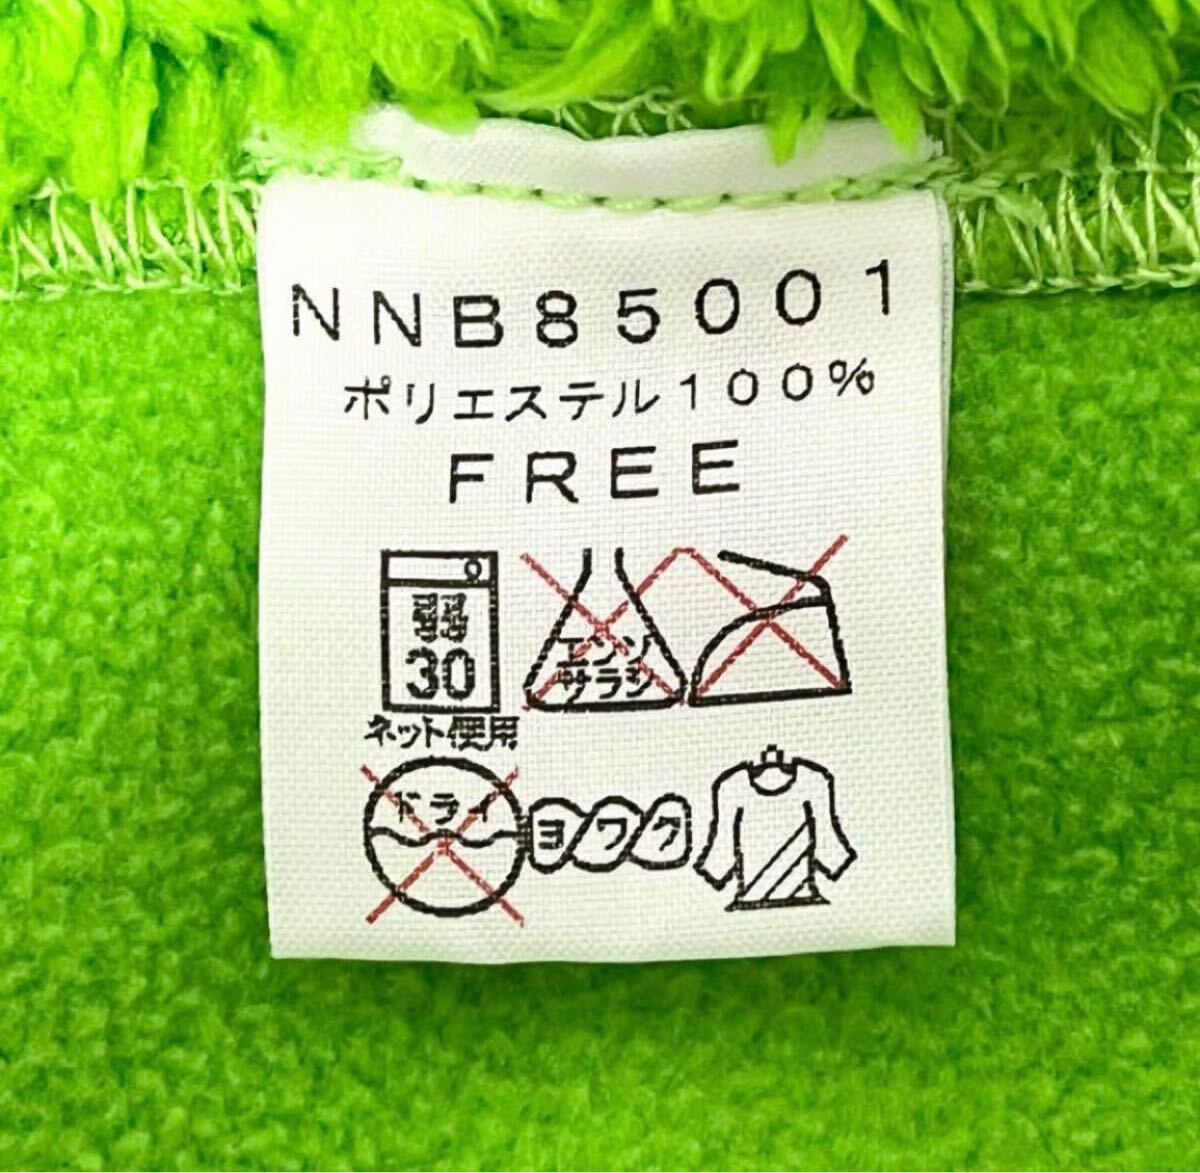 NNB85001
ポリエステル100%
FREE
弱
30
エンソ
サラシ
ネット使用
ドライ
ヨワク